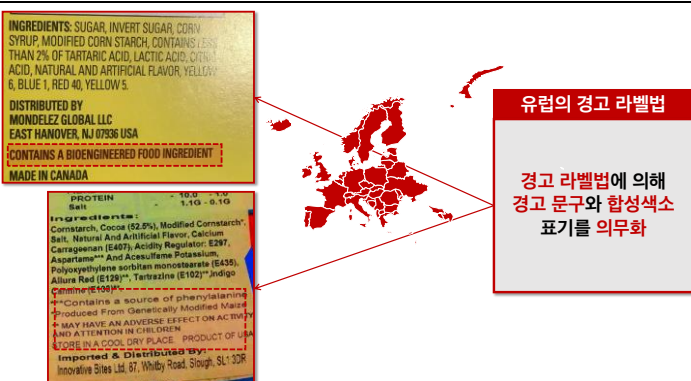 INGREDIENTS: SUGAR, INVERT SUGAR, CORN
SYRUP, MODIFIED CORN STARCH, CONTAINS LESS
THAN 2% OF TARTARIC ACID, LACTIC ACID, CITRIC
ACID, NATURAL AND ARTIFICIAL FLAVOR, YELLOW
6, BLUE 1, RED 40, YELLOW 5.
DISTRIBUTED BY
MONDELEZ GLOBAL LLC
EAST HANOVER, NJ 07936 USA
CONTAINS A BIOENGINEERED FOOD INGREDIENT
MADE IN CANADA
PROTEIN
Salt 1.1G - 0.1G
Ingredients:
Cornstarch, Cocoa (52.5%), Modified Cornstarch*,
Salt, Natural And Aritificial Flavor, Calcium
Carrageenan (E407), Acidity Regulator: E297,
Aspartame*** And Acesulfame Potassium,
Polyoxyethylene sorbitan monostearate (E435),
Allura Red (E129)**, Tartrazine (E102)**,Indigo
Carmine
**Contains a source of phenylalanine
Produced From Genetically Modified Maize
MAY HAVE AN ADVERSE EFFECT ON ACTIVITY
AND ATTENTION IN CHILDREN
STORE IN A COOL DRY PLACE. PRODUCT OF USA
Imported & Distributed By:
Innovative Bites Ltd, 87, Whitby Road, Slough, SL1 3DR
유럽의 경고 라벨법
경고 라벨법에 의해
경고 문구와 합성색소
표기를 의무화